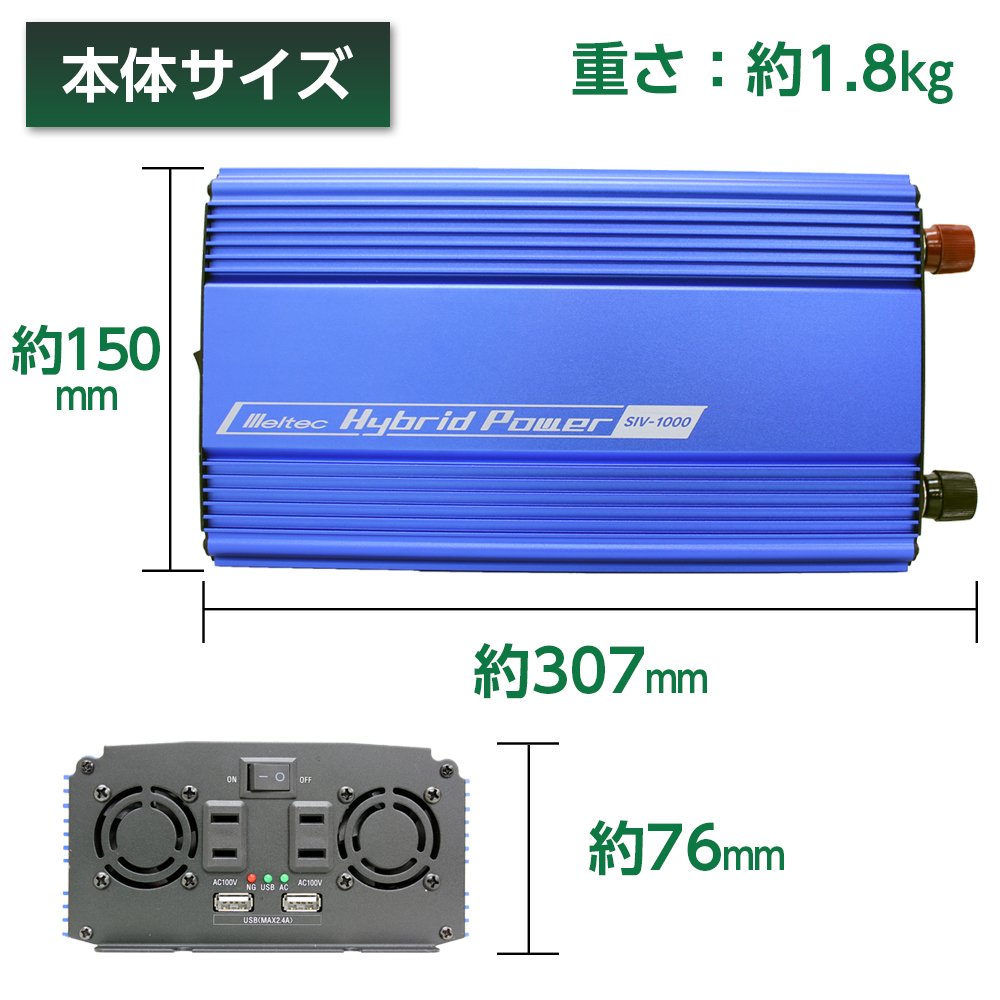 本体サイズ
重さ：約1.8kg
約150
mm
Meltec Hybrid Power SIV-1000
約307mm
ON OFF
約76mm
AC100V NG USB AC AC100V
USB(MAX2.4A)